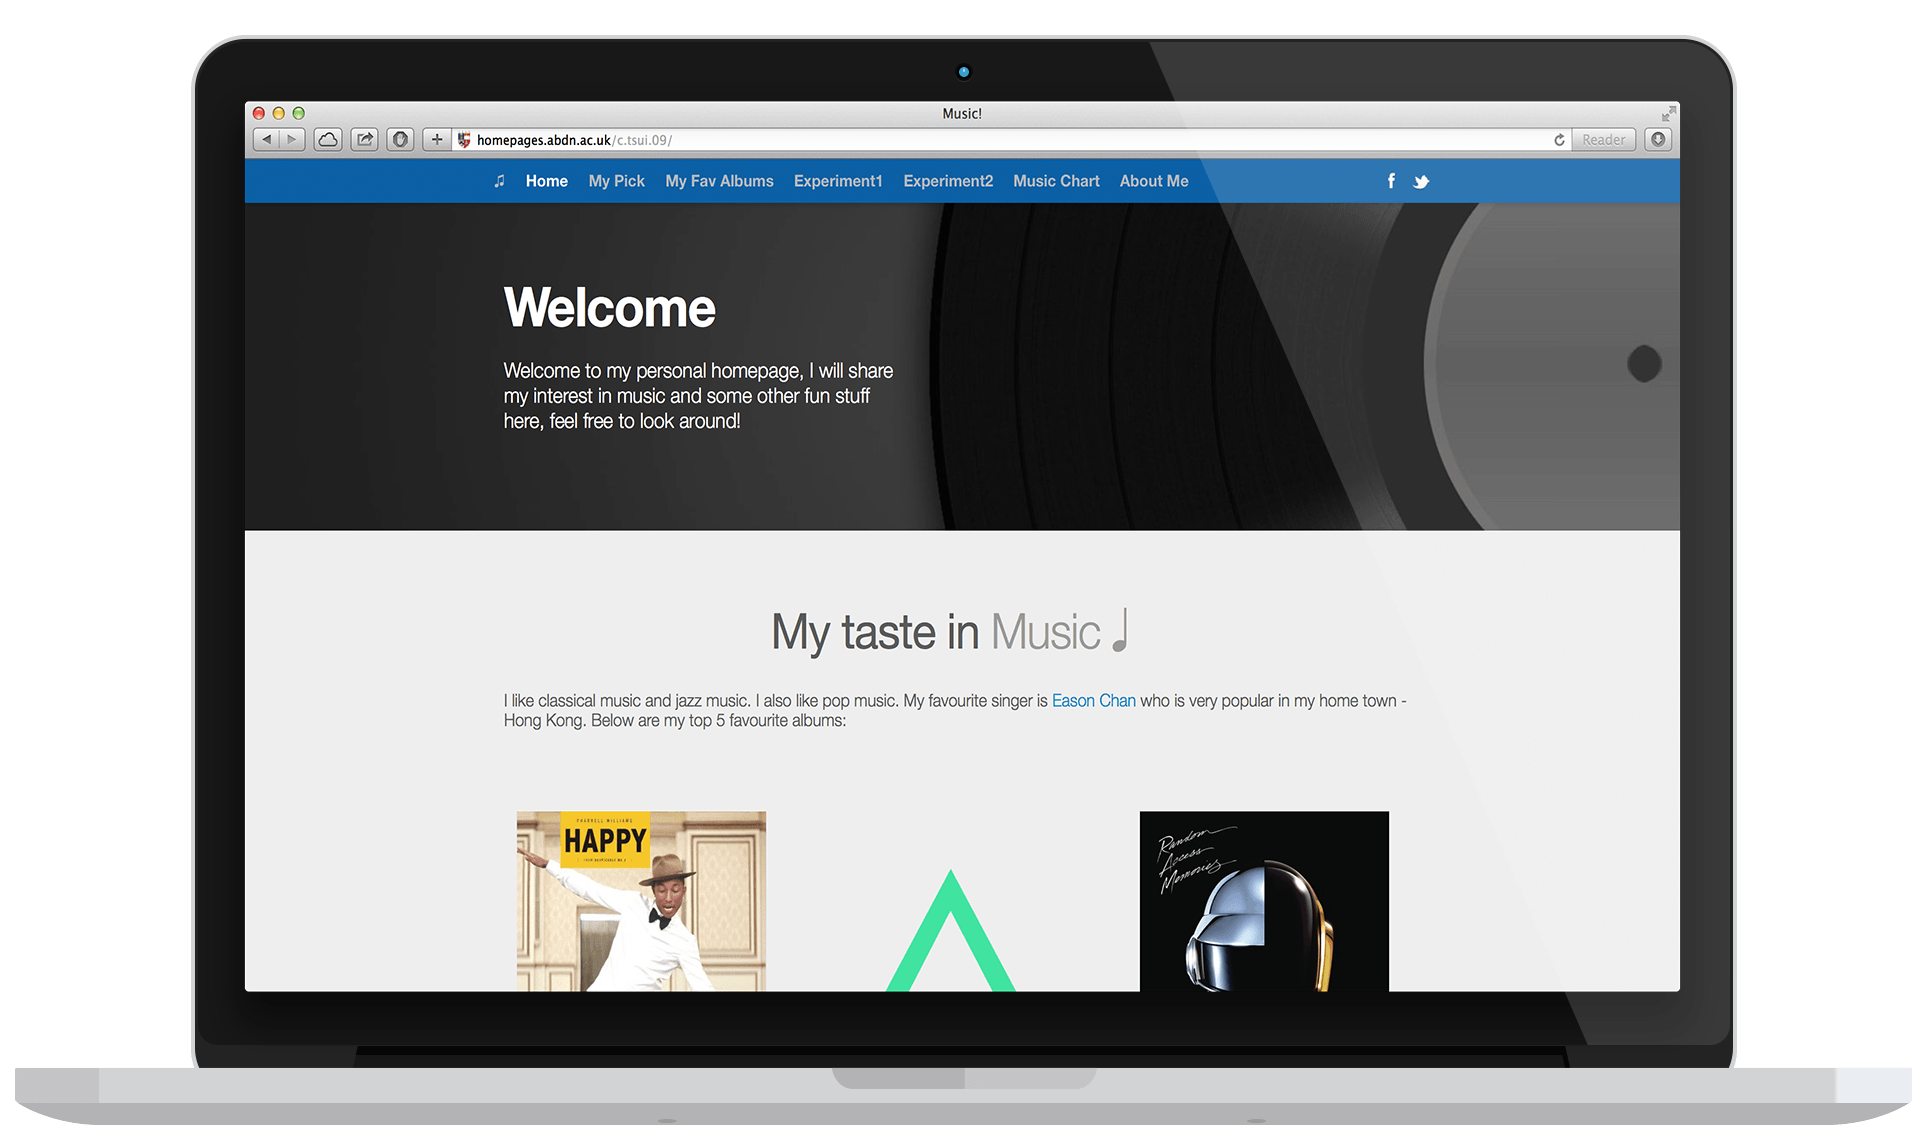 Music!
homepages.abdn.ac.uk/c.tsui.09/
Reader
Home My Pick My Fav Albums Experiment1 Experiment2 Music Chart About Me
Welcome
Welcome to my personal homepage, I will share
my interest in music and some other fun stuff
here, feel free to look around!
My taste in Music
I like classical music and jazz music. I also like pop music. My favourite singer is Eason Chan who is very popular in my home town -
Hong Kong. Below are my top 5 favourite albums:
PHARRELL WILLIAMS
HAPPY
Random
Access
Memories